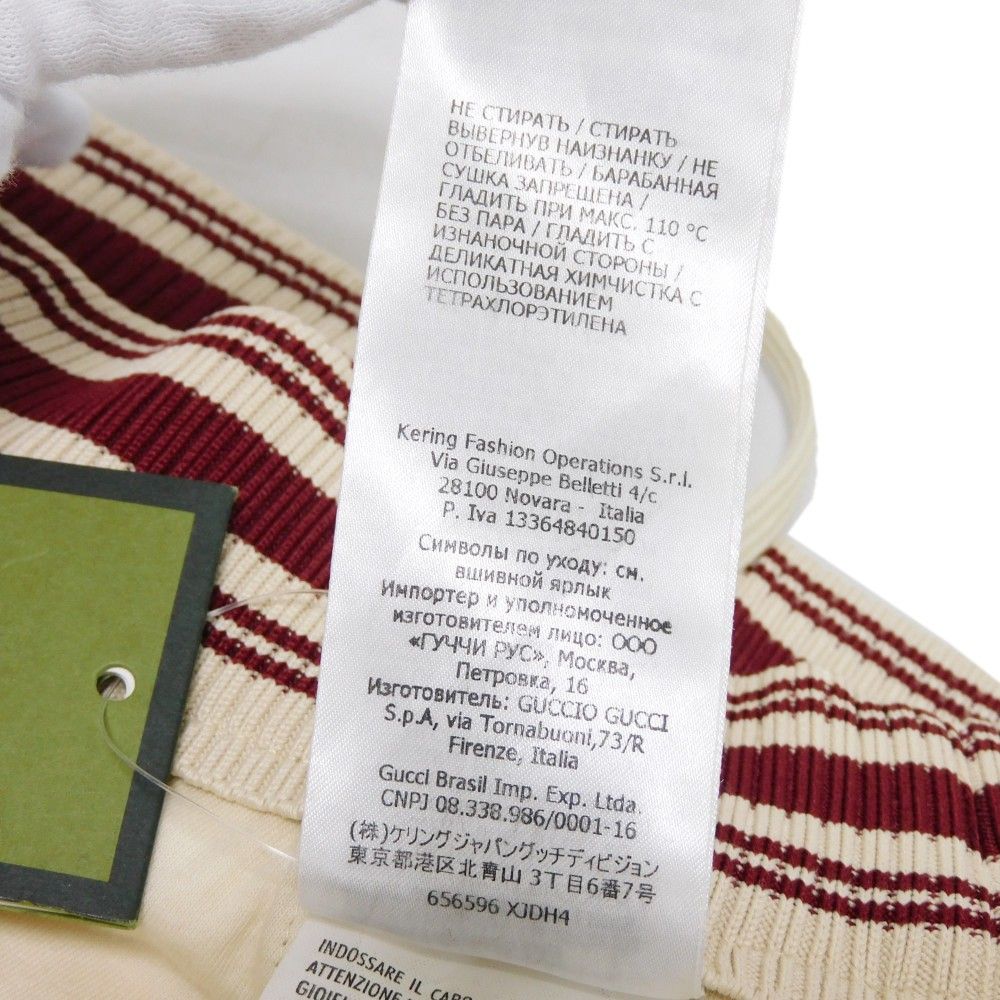 НЕ СТИРАТЬ / СТИРАТЬ
ВЫВЕРНУВ НАИЗНАНКУ / НЕ
ОТБЕЛИВАТЬ / БАРАБАННАЯ
СУШКА ЗАПРЕЩЕНА /
ГЛАДИТЬ ПРИ МАКС. 110 °C
БЕЗ ПАРА / ГЛАДИТЬ С
ИЗНАНОЧНОЙ СТОРОНЫ /
ДЕЛИКАТНАЯ ХИМЧИСТКА С
ИСПОЛЬЗОВАНИЕМ
ТЕТРАХЛОРЭТИЛЕНА
Kering Fashion Operations S.r.l.
Via Giuseppe Belletti 4/c
28100 Novara - Italia
P. Iva 13364840150
Символы по уходу: см.
вшивной ярлык
Импортер и уполномоченное
изготовителем лицо: ООО
«ГУЧЧИ РУС», Москва,
Петровка, 16
Изготовитель: GUCCIO GUCCI
S.p.A, via Tornabuoni,73/R
Firenze, Italia
Gucci Brasil Imp. Exp. Ltda.
CNPJ 08.338.986/0001-16
(株)ケリングジャパングッチディビジョン
東京都港区北青山 3丁目6番7号
656596 XJDH4
INDOSSARE IL CAPO
ATTENZIONE